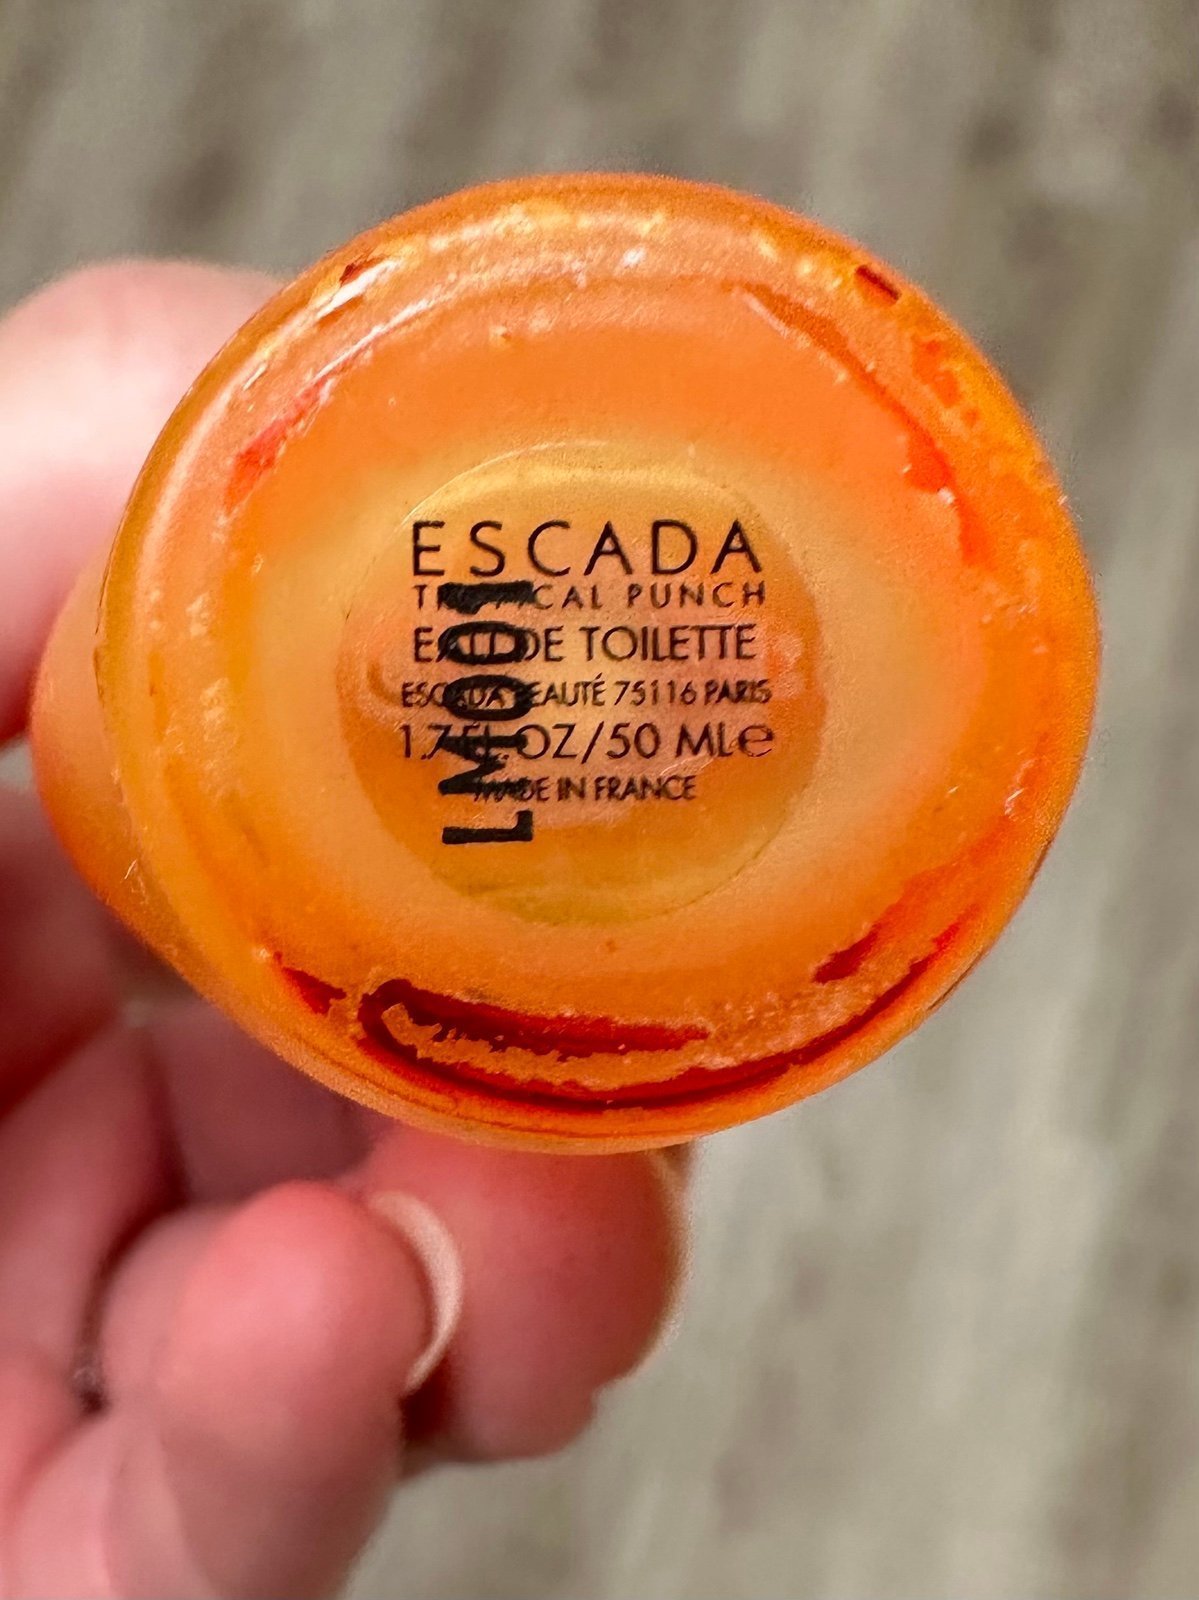 ESCADA
TROPICAL PUNCH
EAU DE TOILETTE
ESCADA BEAUTÉ 75116 PARIS
1.7 FL.OZ/50 ML℮
MADE IN FRANCE
LM001